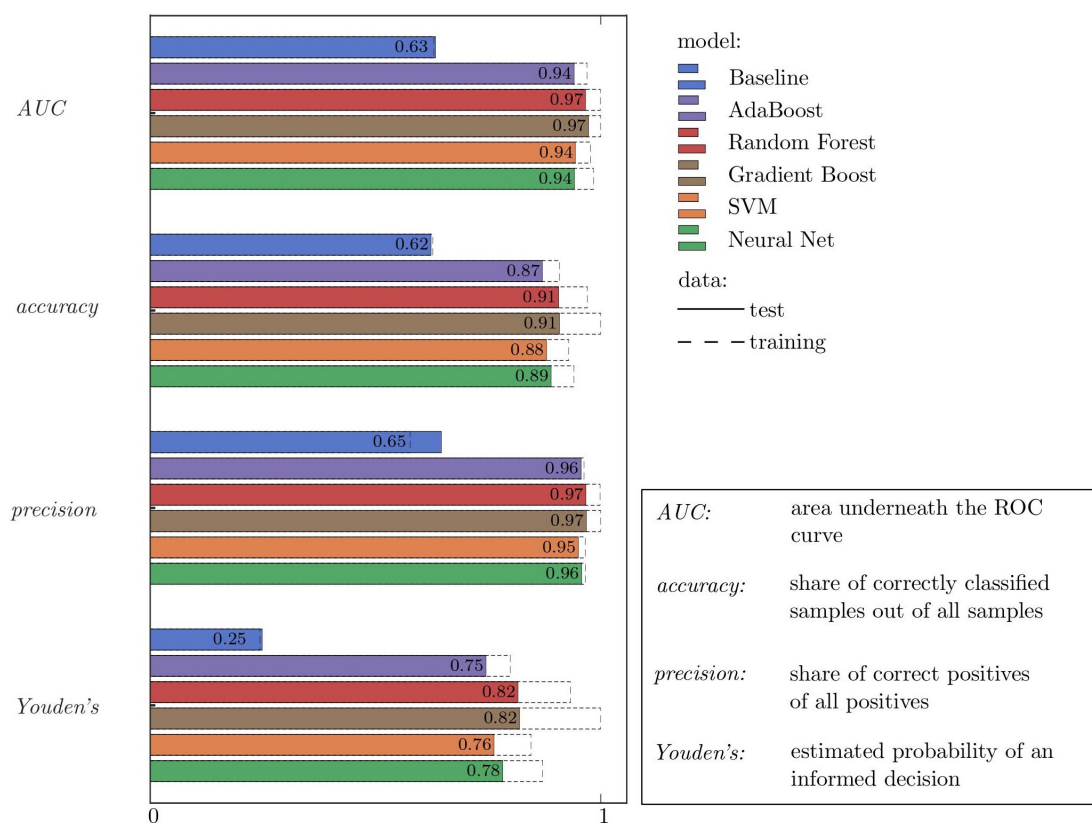 0.63
0.94
AUC
0.97
0.97
0.94
0.94
0.62
0.87
accuracy
0.91
0.91
0.88
0.89
0.65
0.96
precision
0.97
0.97
0.95
0.96
0.25
0.75
Youden's
0.82
0.82
0.76
0.78
0
1
model:
Baseline
AdaBoost
Random Forest
Gradient Boost
SVM
Neural Net
data:
test
training
AUC: area underneath the ROC
curve
accuracy: share of correctly classified
samples out of all samples
precision: share of correct positives
of all positives
Youden's: estimated probability of an
informed decision